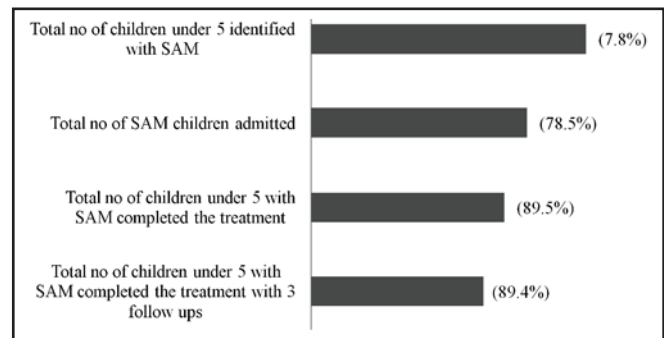 Total no of children under 5 identified
with SAM
(7.8%)
Total no of SAM children admitted
(78.5%)
Total no of children under 5 with
SAM completed the treatment
(89.5%)
Total no of children under 5 with
SAM completed the treatment with 3
follow ups
(89.4%)